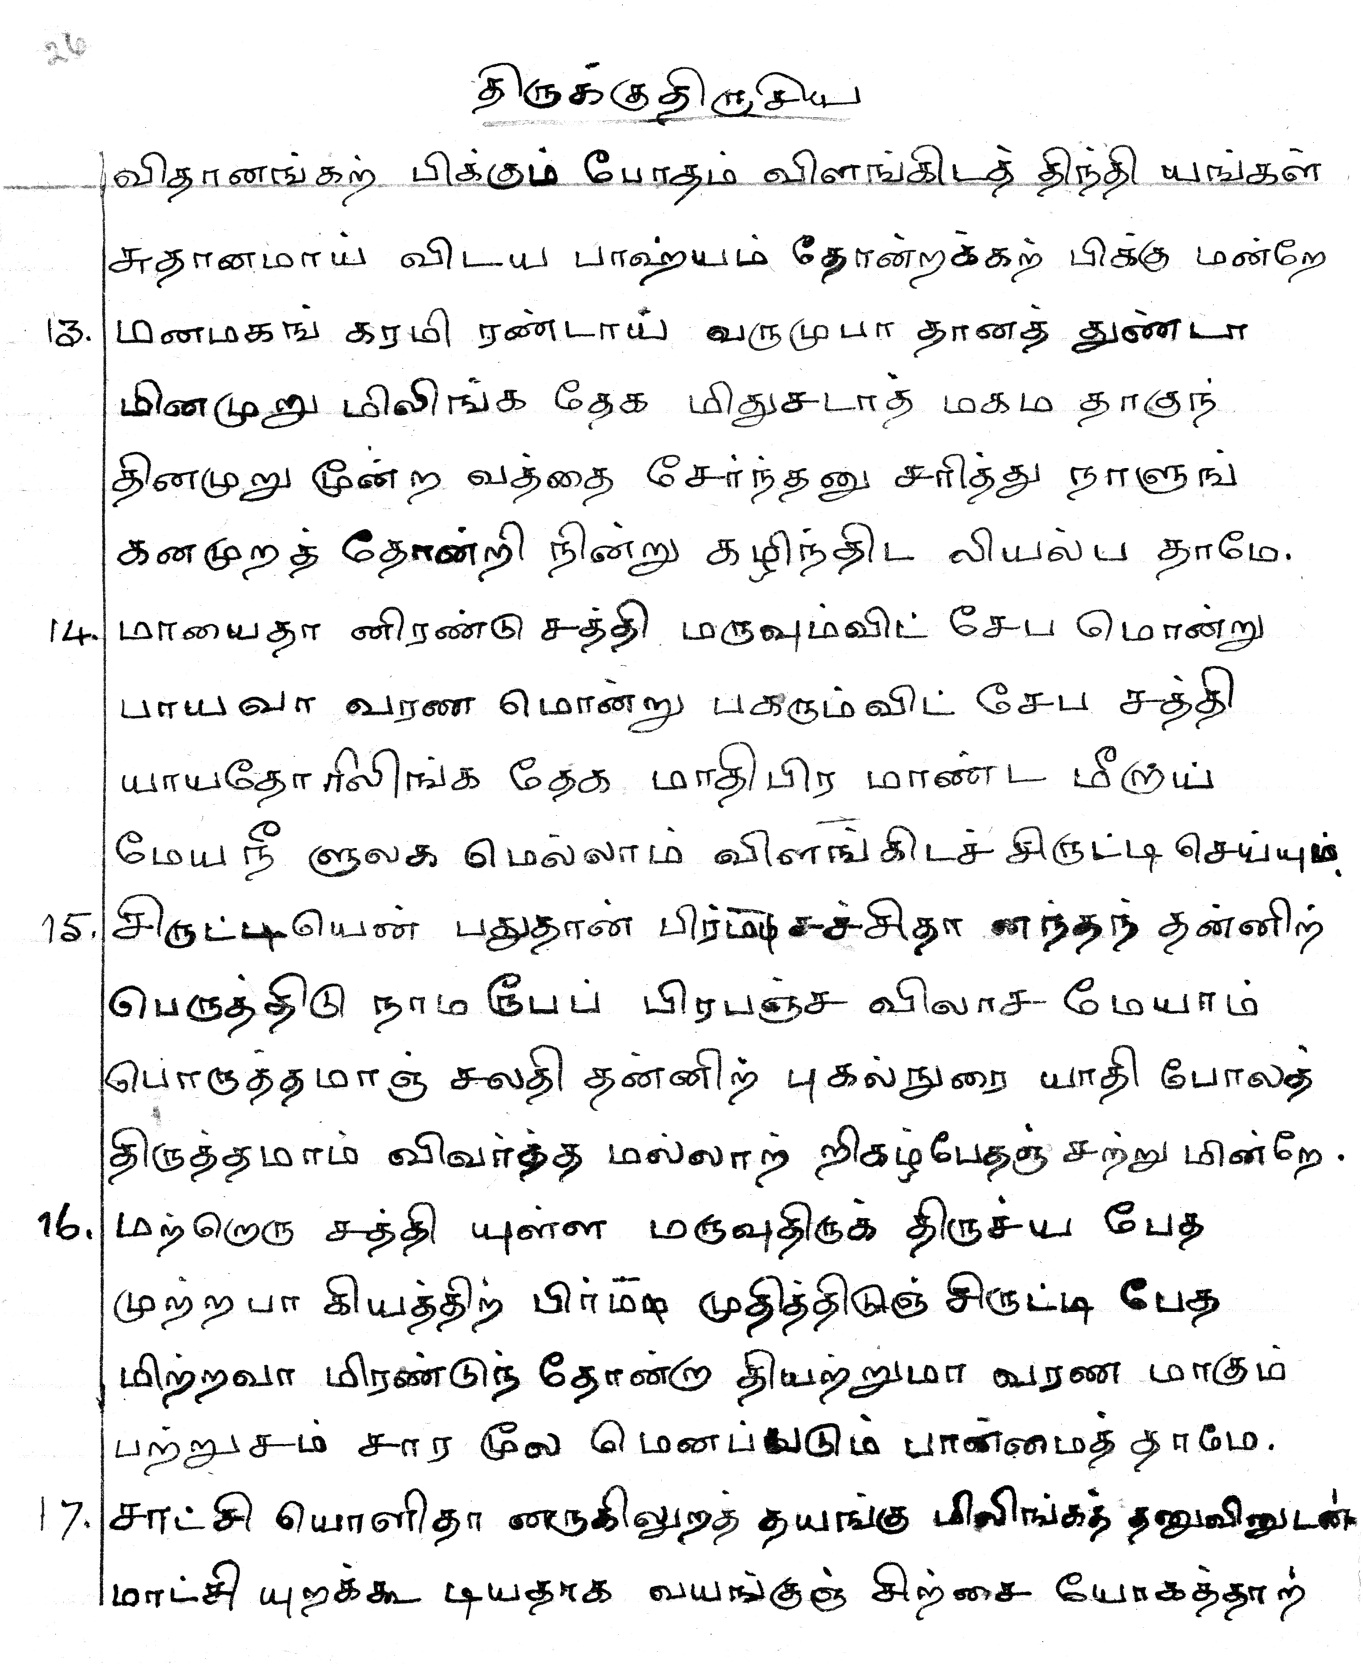 26
திருக்குதிருசிய
விதானங்கற் பிக்கும் போதம் விளங்கிடத் திந்தி யங்கள்
சுதானமாய் விடய பாஹ்யம் தோன்றக்கற் பிக்கு மன்றே
13. மனமகங் கரமி ரண்டாய் வருமுபா தானத் துண்டா
மினமுறு மிலிங்க தேக மிதுசடாத் மகம தாகுந்
தினமுறு மூன்ற வத்தை சேர்ந்தனு சரித்து நாளுங்
கனமுறத் தோன்றி நின்று கழிந்திட லியல்ப தாமே.
14. மாயைதா னிரண்டு சத்தி மருவும்விட் சேப மொன்று
பாயவா வரண மொன்று பகரும்விட் சேப சத்தி
யாயதோரிலிங்க தேக மாதிபிர மாண்ட மீறாய்
மேயநீ ளுலக மெல்லாம் விளங்கிடச் சிருட்டி செய்யும்.
15. சிருட்டியென் பதுதான் பிர்ம்ம சச்சிதா னந்தந் தன்னிற்
பெருத்திடு நாம ரூபப் பிரபஞ்ச விலாச மேயாம்
பொருத்தமாஞ் சலதி தன்னிற் புகல்நுரை யாதி போலத்
திருத்தமாம் விவர்த்த மல்லாற் றிகழ்பேதஞ் சற்று மின்றே.
16. மற்றொரு சத்தி யுள்ள மருவுதிருக் திருச்ய பேத
முற்றபா கியத்திற் பிர்ம்ம முதித்திடுஞ் சிருட்டி பேத
மிற்றவா மிரண்டுந் தோன்றா தியற்றுமா வரண மாகும்
பற்றுசம் சார மூல மெனப்படும் பான்மைத் தாமே.
17. சாட்சி யொளிதா னருகிலுறத் தயங்கு மிலிங்கத் தனுவினுடன்
மாட்சி யுறக்கூ டியதாக வயங்குஞ் சிற்சை யோகத்தாற்